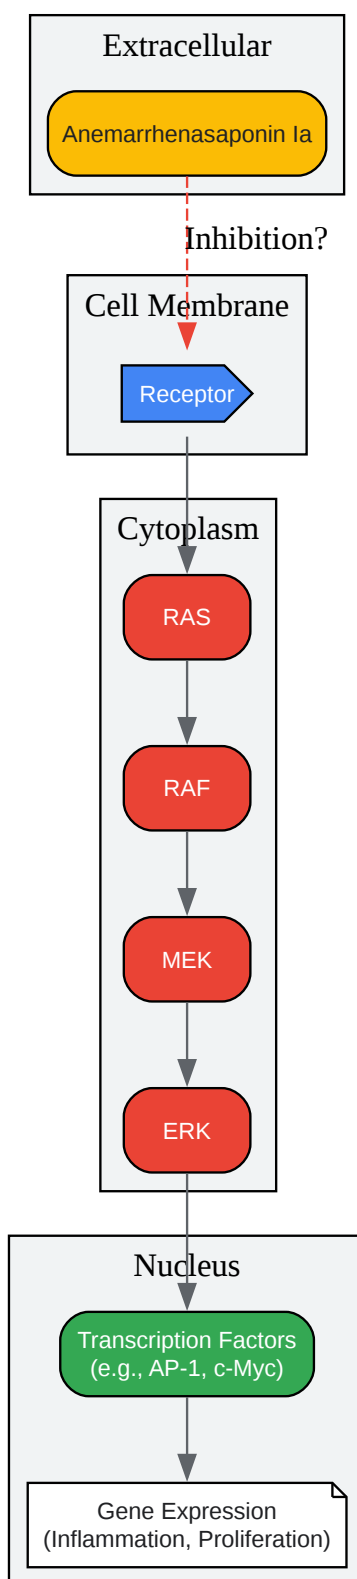 Extracellular
Anemarrhenasaponin Ia
Inhibition?
Cell Membrane
Receptor
Cytoplasm
RAS
RAF
MEK
ERK
Nucleus
Transcription Factors
(e.g., AP-1, c-Myc)
Gene Expression
(Inflammation, Proliferation)